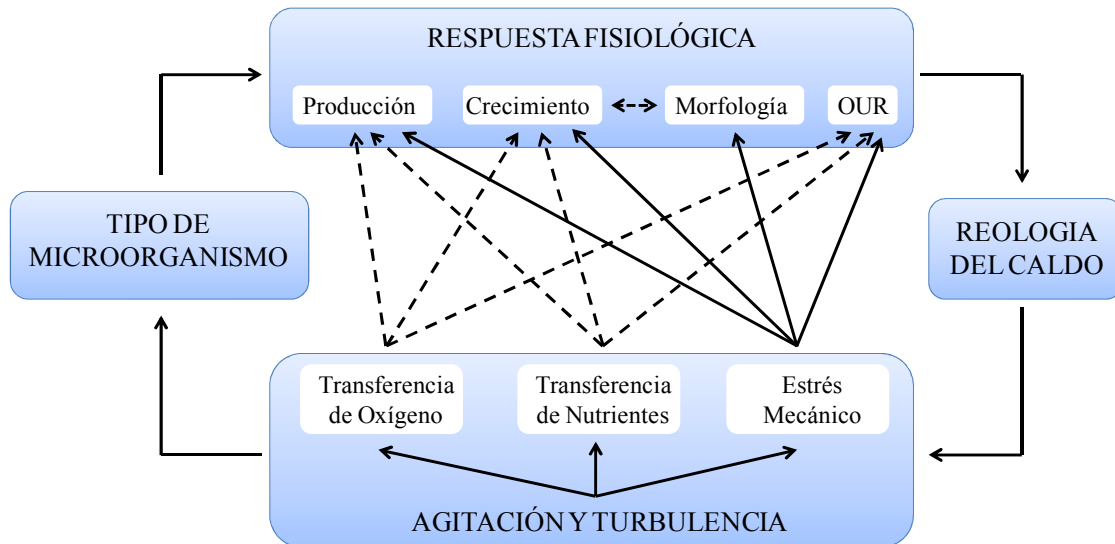 RESPUESTA FISIOLÓGICA
Producción
Crecimiento
Morfología
OUR
TIPO DE
MICROORGANISMO
REOLOGIA
DEL CALDO
Transferencia
de Oxígeno
Transferencia
de Nutrientes
Estrés
Mecánico
AGITACIÓN Y TURBULENCIA